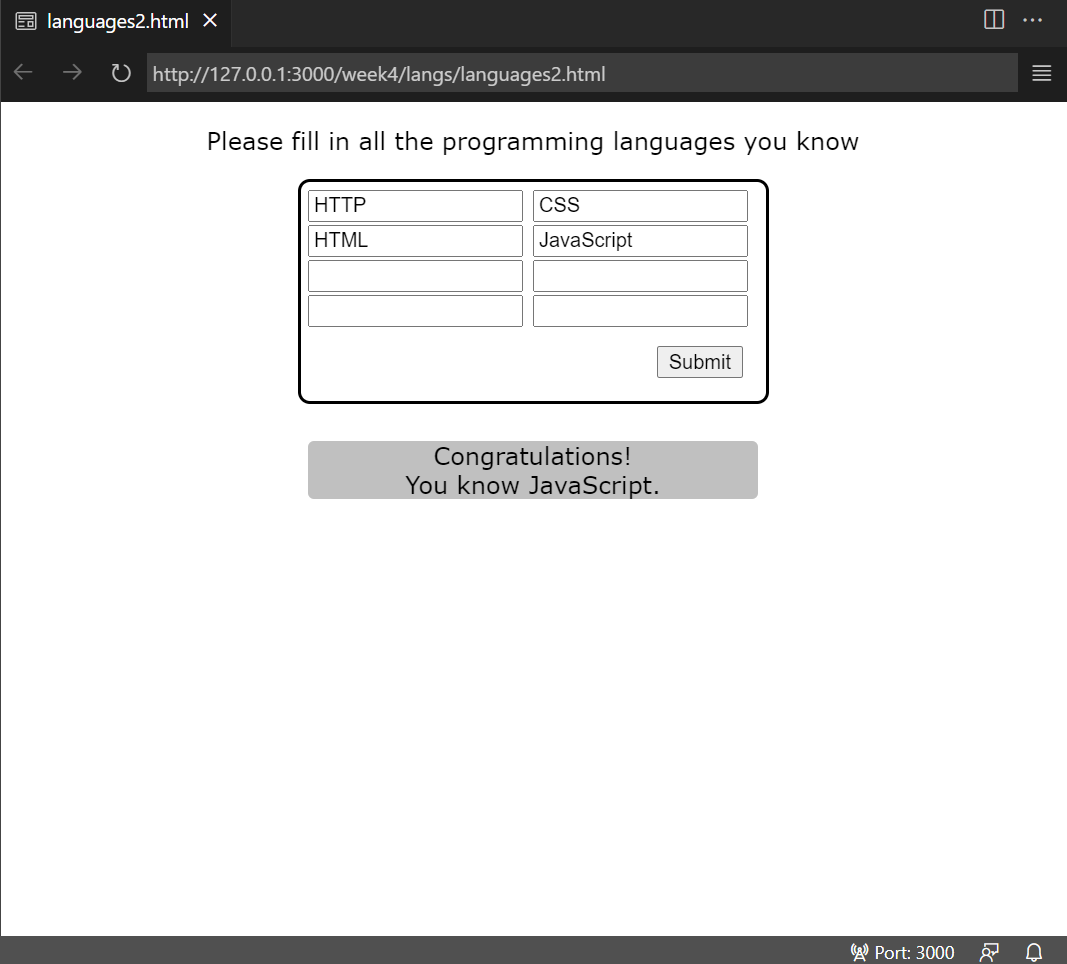 languages2.html
http://127.0.0.1:3000/week4/langs/languages2.html
Please fill in all the programming languages you know
HTTP CSS
HTML JavaScript
Submit
Congratulations!
You know JavaScript.
Port: 3000